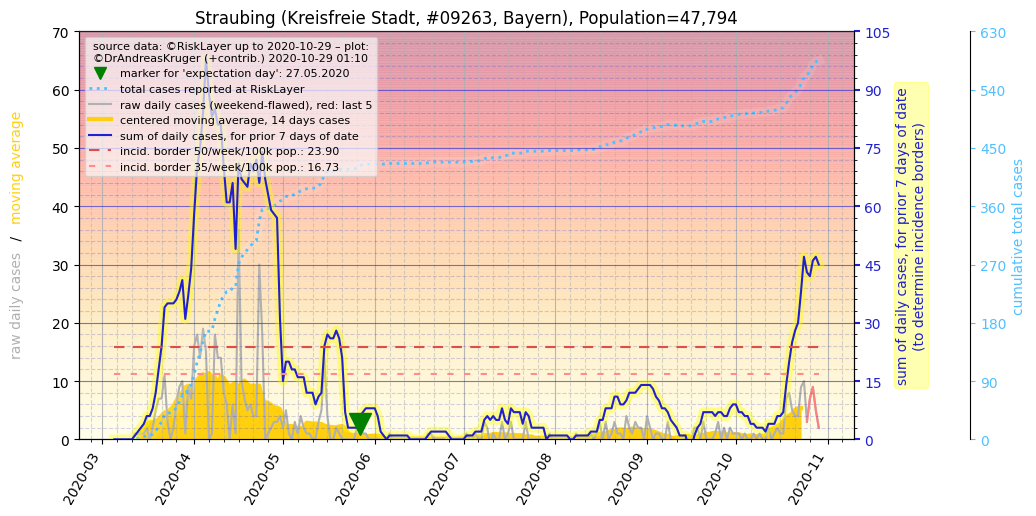 Straubing (Kreisfreie Stadt, #09263, Bayern), Population=47,794
source data: ©RiskLayer up to 2020-10-29 – plot:
©DrAndreasKruger (+contrib.) 2020-10-29 01:10
marker for 'expectation day': 27.05.2020
total cases reported at RiskLayer
raw daily cases (weekend-flawed), red: last 5
centered moving average, 14 days cases
sum of daily cases, for prior 7 days of date
incid. border 50/week/100k pop.: 23.90
incid. border 35/week/100k pop.: 16.73
raw daily cases / moving average
70
60
50
40
30
20
10
0
105
90
75
60
45
30
15
0
sum of daily cases, for prior 7 days of date
(to determine incidence borders)
630
540
450
360
270
180
90
0
cumulative total cases
2020-03
2020-04
2020-05
2020-06
2020-07
2020-08
2020-09
2020-10
2020-11